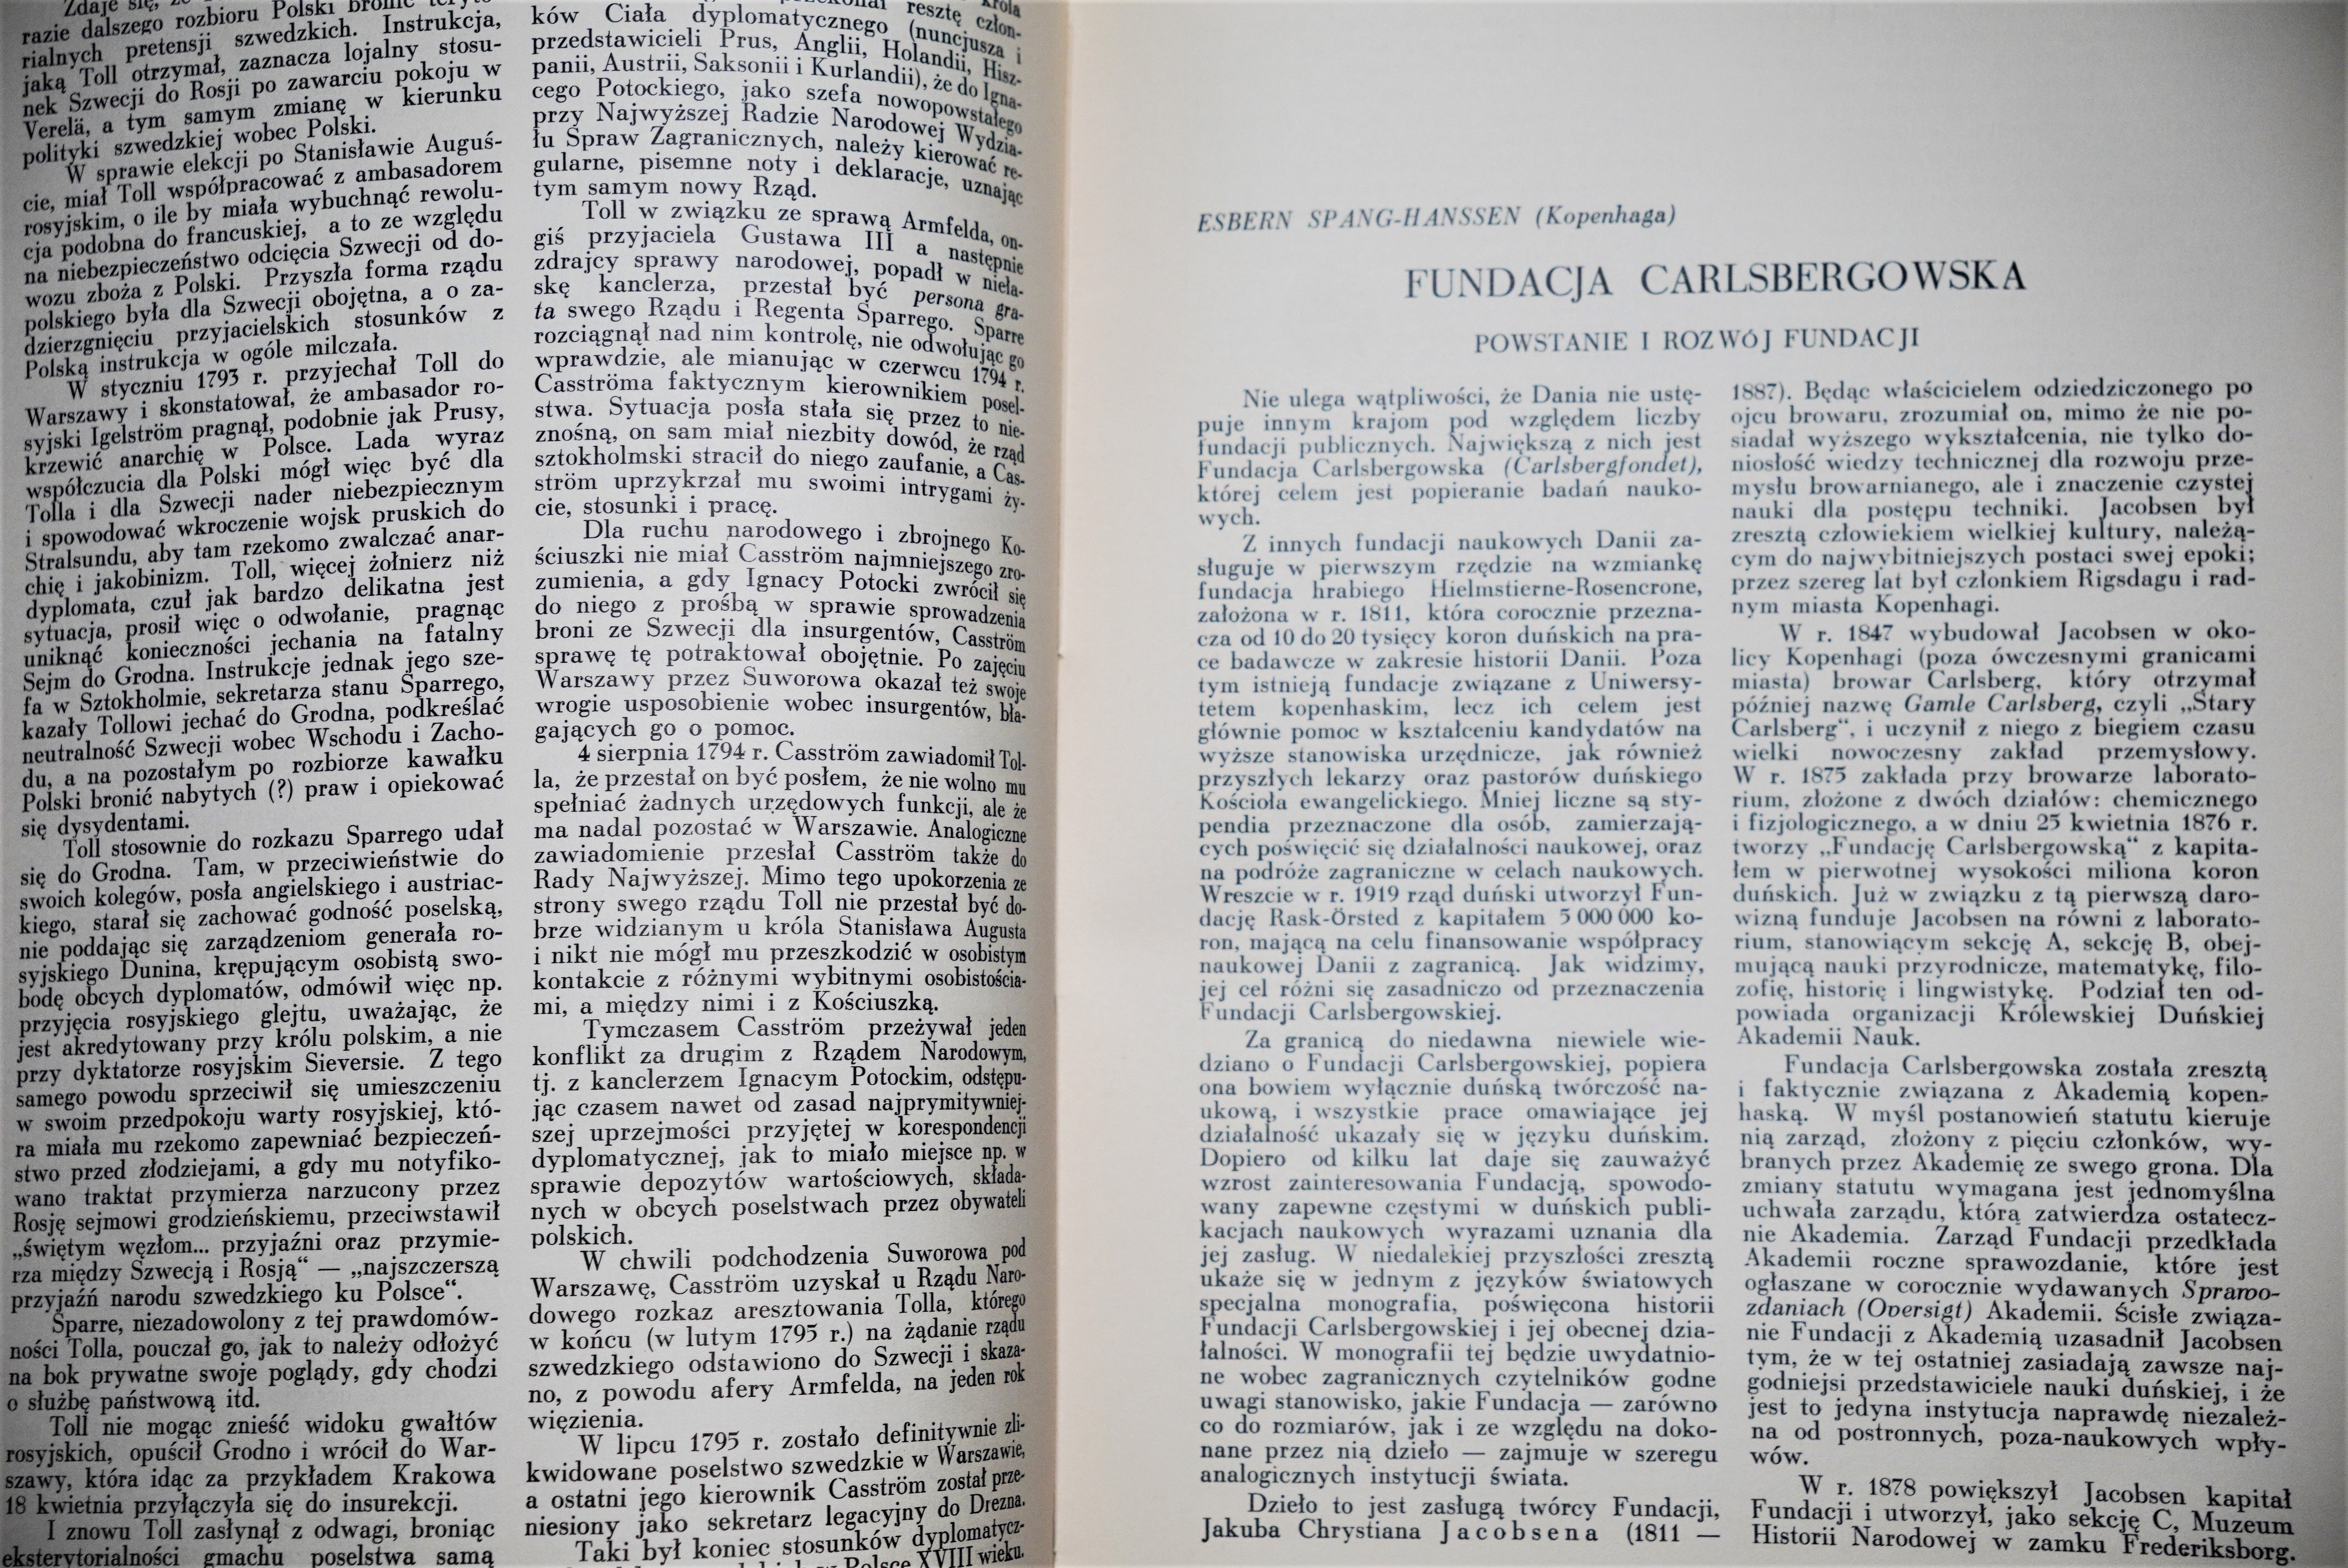 Zdaje się, że
razie dalszego rozbioru Polski bronić
rialnych pretensji szwedzkich. Instrukcja,
jaką Toll otrzymał, zaznacza lojalny stosu-
nek Szwecji do Rosji po zawarciu pokoju w
Verelä, a tym samym zmianę w kierunku
polityki szwedzkiej wobec Polski.
W sprawie elekcji po Stanisławie Auguś-
cie, miał Toll współpracować z ambasadorem
rosyjskim, o ile by miała wybuchnąć rewolu-
cja podobna do francuskiej, a to ze względu
na niebezpieczeństwo odcięcia Szwecji od do-
wozu zboża z Polski. Przyszła forma rządu
polskiego była dla Szwecji obojętna, a o za-
dzierzgnięciu przyjacielskich stosunków z
Polską instrukcja w ogóle milczała.
W styczniu 1793 r. przyjechał Toll do
Warszawy i skonstatował, że ambasador ro-
syjski Igelström pragnął, podobnie jak Prusy,
krzewić anarchię w Polsce. Lada wyraz
współczucia dla Polski mógł więc być dla
Tolla i dla Szwecji nader niebezpiecznym
i spowodować wkroczenie wojsk pruskich do
Stralsundu, aby tam rzekomo zwalczać anar-
chię i jakobinizm. Toll, więcej żołnierz niż
dyplomata, czuł jak bardzo delikatna jest
sytuacja, prosił więc o odwołanie, pragnąc
uniknąć konieczności jechania na fatalny
Sejm do Grodna. Instrukcje jednak jego sze-
fa w Sztokholmie, sekretarza stanu Sparrego,
kazały Tollowi jechać do Grodna, podkreślać
neutralność Szwecji wobec Wschodu i Zacho-
du, a na pozostałym po rozbiorze kawałku
Polski bronić nabytych (?) praw i opiekować
się dysydentami.
Toll stosownie do rozkazu Sparrego udał
się do Grodna. Tam, w przeciwieństwie do
swoich kolegów, posła angielskiego i austriac-
kiego, starał się zachować godność poselską,
nie poddając się zarządzeniom generała ro-
syjskiego Dunina, krępującym osobistą swo-
bodę obcych dyplomatów, odmówił więc np.
przyjęcia rosyjskiego glejtu, uważając, że
jest akredytowany przy królu polskim, a nie
przy dyktatorze rosyjskim Sieversie. Z tego
samego powodu sprzeciwił się umieszczeniu
w swoim przedpokoju warty rosyjskiej, któ-
ra miała mu rzekomo zapewniać bezpieczeń-
stwo przed złodziejami, a gdy mu notyfiko-
wano traktat przymierza narzucony przez
Rosję sejmowi grodzieńskiemu, przeciwstawił
„świętym węzłom... przyjaźni oraz przymie-
rza między Szwecją i Rosją“ — „najszczerszą
przyjaźń narodu szwedzkiego ku Polsce“.
Sparre, niezadowolony z tej prawdomów-
ności Tolla, pouczał go, jak to należy odłożyć
na bok prywatne swoje poglądy, gdy chodzi
o służbę państwową itd.
Toll nie mogąc znieść widoku gwałtów
rosyjskich, opuścił Grodno i wrócił do War-
szawy, która idąc za przykładem Krakowa
18 kwietnia przyłączyła się do insurekcji.
I znowu Toll zasłynął z odwagi, broniąc
eksterytorialności gmachu poselstwa samą
króla
resztę człon-
ków Ciała dyplomatycznego (nuncjusza i
przedstawicieli Prus, Anglii, Holandii, Hisz-
panii, Austrii, Saksonii i Kurlandii), że do Igna-
cego Potockiego, jako szefa nowopowstałego
przy Najwyższej Radzie Narodowej Wydzia-
łu Spraw Zagranicznych, należy kierować re-
gularne, pisemne noty i deklaracje, uznając
tym samym nowy Rząd.
Toll w związku ze sprawą Armfelda, on-
giś przyjaciela Gustawa III a następnie
zdrajcy sprawy narodowej, popadł w nieła-
skę kanclerza, przestał być persona gra-
ta swego Rządu i Regenta Sparrego. Sparre
rozciągnął nad nim kontrolę, nie odwołując go
wprawdzie, ale mianując w czerwcu 1794 r.
Casströma faktycznym kierownikiem posel-
stwa. Sytuacja posła stała się przez to nie-
znośną, on sam miał niezbity dowód, że rząd
sztokholmski stracił do niego zaufanie, a Cas-
ström uprzykrzał mu swoimi intrygami ży-
cie, stosunki i pracę.
Dla ruchu narodowego i zbrojnego Ko-
ściuszki nie miał Casström najmniejszego zro-
zumienia, a gdy Ignacy Potocki zwrócił się
do niego z prośbą w sprawie sprowadzenia
broni ze Szwecji dla insurgentów, Casström
sprawę tę potraktował obojętnie. Po zajęciu
Warszawy przez Suworowa okazał też swoje
wrogie usposobienie wobec insurgentów, bła-
gających go o pomoc.
4 sierpnia 1794 r. Casström zawiadomił Tol-
la, że przestał on być posłem, że nie wolno mu
spełniać żadnych urzędowych funkcji, ale że
ma nadal pozostać w Warszawie. Analogiczne
zawiadomienie przesłał Casström także do
Rady Najwyższej. Mimo tego upokorzenia ze
strony swego rządu Toll nie przestał być do-
brze widzianym u króla Stanisława Augusta
i nikt nie mógł mu przeszkodzić w osobistym
kontakcie z różnymi wybitnymi osobistościa-
mi, a między nimi i z Kościuszką.
Tymczasem Casström przeżywał jeden
konflikt za drugim z Rządem Narodowym,
tj. z kanclerzem Ignacym Potockim, odstępu-
jąc czasem nawet od zasad najprymitywniej-
szej uprzejmości przyjętej w korespondencji
dyplomatycznej, jak to miało miejsce np. w
sprawie depozytów wartościowych, składa-
nych w obcych poselstwach przez obywateli
polskich.
W chwili podchodzenia Suworowa pod
Warszawę, Casström uzyskał u Rządu Naro-
dowego rozkaz aresztowania Tolla, którego
w końcu (w lutym 1795 r.) na żądanie rządu
szwedzkiego odstawiono do Szwecji i skaza-
no, z powodu afery Armfelda, na jeden rok
więzienia.
W lipcu 1795 r. zostało definitywnie zli-
kwidowane poselstwo szwedzkie w Warszawie,
a ostatni jego kierownik Casström został prze-
niesiony jako sekretarz legacyjny do Drezna.
Taki był koniec stosunków dyplomatycz-
Polsce XVIII wieku.
ESBERN SPANG-HANSSEN (Kopenhaga)
FUNDACJA CARLSBERGOWSKA
POWSTANIE I ROZWÓJ FUNDACJI
Nie ulega wątpliwości, że Dania nie ustę-
puje innym krajom pod względem liczby
fundacji publicznych. Największą z nich jest
Fundacja Carlsbergowska (Carlsbergfondet),
której celem jest popieranie badań nauko-
wych.
Z innych fundacji naukowych Danii za-
sługuje w pierwszym rzędzie na wzmiankę
fundacja hrabiego Hielmstierne-Rosencrone,
założona w r. 1811, która corocznie przezna-
cza od 10 do 20 tysięcy koron duńskich na pra-
ce badawcze w zakresie historii Danii. Poza
tym istnieją fundacje związane z Uniwersy-
tetem kopenhaskim, lecz ich celem jest
głównie pomoc w kształceniu kandydatów na
wyższe stanowiska urzędnicze, jak również
przyszłych lekarzy oraz pastorów duńskiego
Kościoła ewangelickiego. Mniej liczne są sty-
pendia przeznaczone dla osób, zamierzają-
cych poświęcić się działalności naukowej, oraz
na podróże zagraniczne w celach naukowych.
Wreszcie w r. 1919 rząd duński utworzył Fun-
dację Rask-Örsted z kapitałem 5 000 000 ko-
ron, mającą na celu finansowanie współpracy
naukowej Danii z zagranicą. Jak widzimy,
jej cel różni się zasadniczo od przeznaczenia
Fundacji Carlsbergowskiej.
Za granicą do niedawna niewiele wie-
dziano o Fundacji Carlsbergowskiej, popiera
ona bowiem wyłącznie duńską twórczość na-
ukową, i wszystkie prace omawiające jej
działalność ukazały się w języku duńskim.
Dopiero od kilku lat daje się zauważyć
wzrost zainteresowania Fundacją, spowodo-
wany zapewne częstymi w duńskich publi-
kacjach naukowych wyrazami uznania dla
jej zasług. W niedalekiej przyszłości zresztą
ukaże się w jednym z języków światowych
specjalna monografia, poświęcona historii
Fundacji Carlsbergowskiej i jej obecnej dzia-
łalności. W monografii tej będzie uwydatnio-
ne wobec zagranicznych czytelników godne
uwagi stanowisko, jakie Fundacja — zarówno
co do rozmiarów, jak i ze względu na doko-
nane przez nią dzieło — zajmuje w szeregu
analogicznych instytucji świata.
Dzieło to jest zasługą twórcy Fundacji,
Jakuba Chrystiana Jacobsena (1811 —
1887). Będąc właścicielem odziedziczonego po
ojcu browaru, zrozumiał on, mimo że nie po-
siadał wyższego wykształcenia, nie tylko do-
niosłość wiedzy technicznej dla rozwoju prze-
mysłu browarnianego, ale i znaczenie czystej
nauki dla postępu techniki. Jacobsen był
zresztą człowiekiem wielkiej kultury, należą-
cym do najwybitniejszych postaci swej epoki;
przez szereg lat był członkiem Rigsdagu i rad-
nym miasta Kopenhagi.
W r. 1847 wybudował Jacobsen w oko-
licy Kopenhagi (poza ówczesnymi granicami
miasta) browar Carlsberg, który otrzymał
później nazwę Gamle Carlsberg, czyli „Stary
Carlsberg“, i uczynił z niego z biegiem czasu
wielki nowoczesny zakład przemysłowy.
W r. 1875 zakłada przy browarze laborato-
rium, złożone z dwóch działów: chemicznego
i fizjologicznego, a w dniu 25 kwietnia 1876 r.
tworzy „Fundację Carlsbergowską“ z kapita-
łem w pierwotnej wysokości miliona koron
duńskich. Już w związku z tą pierwszą daro-
wizną funduje Jacobsen na równi z laborato-
rium, stanowiącym sekcję A, sekcję B, obej-
mującą nauki przyrodnicze, matematykę, filo-
zofię, historię i lingwistykę. Podział ten od-
powiada organizacji Królewskiej Duńskiej
Akademii Nauk.
Fundacja Carlsbergowska została zresztą
i faktycznie związana z Akademią kopen-
haską. W myśl postanowień statutu kieruje
nią zarząd, złożony z pięciu członków, wy-
branych przez Akademię ze swego grona. Dla
zmiany statutu wymagana jest jednomyślna
uchwała zarządu, którą zatwierdza ostatecz-
nie Akademia. Zarząd Fundacji przedkłada
Akademii roczne sprawozdanie, które jest
ogłaszane w corocznie wydawanych Sprawo-
zdaniach (Oversigt) Akademii. Ścisłe związa-
nie Fundacji z Akademią uzasadnił Jacobsen
tym, że w tej ostatniej zasiadają zawsze naj-
godniejsi przedstawiciele nauki duńskiej, i że
jest to jedyna instytucja naprawdę niezależ-
na od postronnych, poza-naukowych wpły-
wów.
W r. 1878 powiększył Jacobsen kapitał
Fundacji i utworzył, jako sekcję C, Muzeum
Historii Narodowej w zamku Frederiksborg.